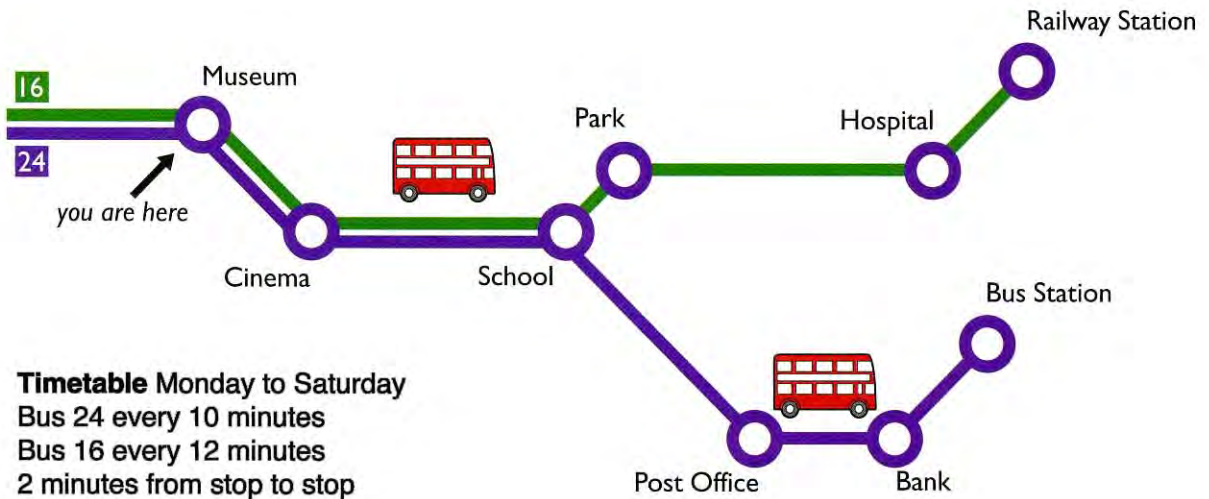 Railway Station
16
Museum
Park
Hospital
24
you are here
Cinema
School
Bus Station
Timetable Monday to Saturday
Bus 24 every 10 minutes
Bus 16 every 12 minutes
2 minutes from stop to stop
Post Office
Bank